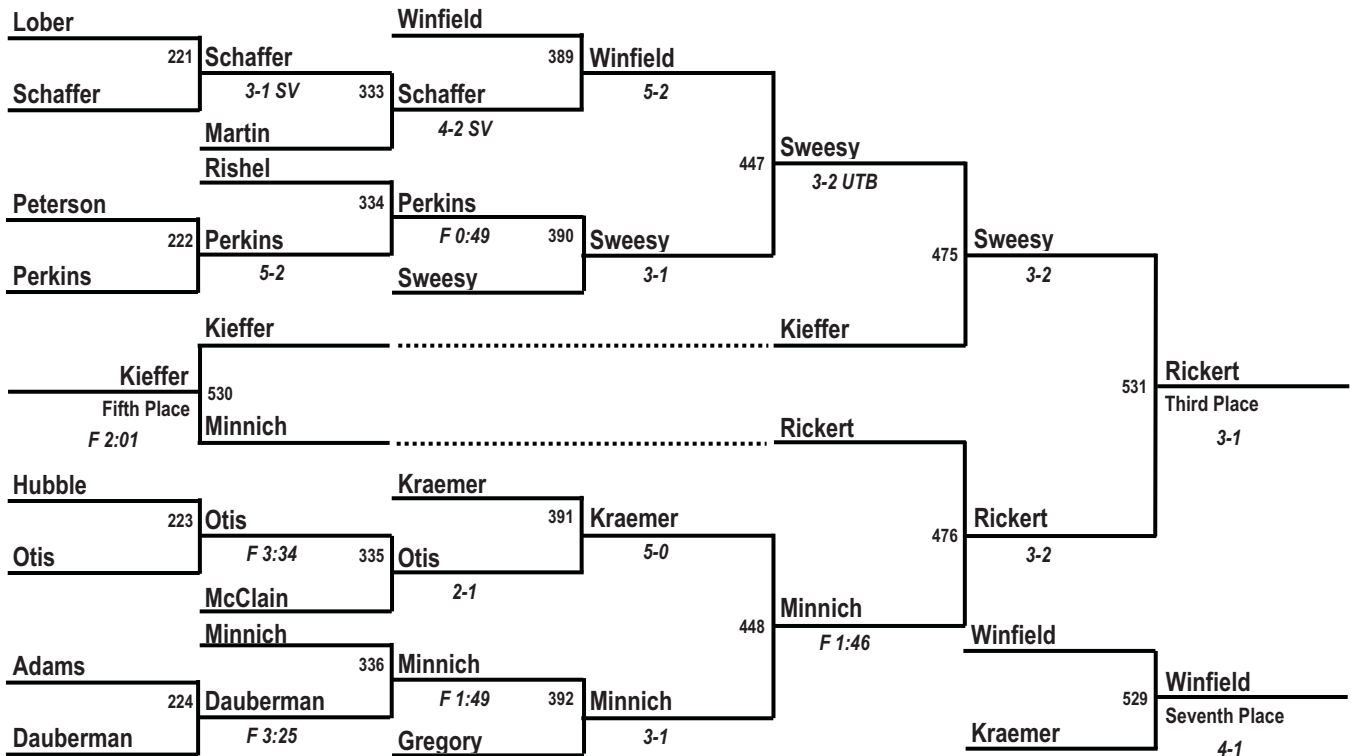 Lober
Winfield
221
Schaffer
389
Winfield
Schaffer
3-1 SV
333
Schaffer
5-2
Martin
4-2 SV
Rishel
447
Sweesy
3-2 UTB
Peterson
334
Perkins
222
Perkins
F 0:49
390
Sweesy
475
Sweesy
Perkins
5-2
Sweesy
3-1
3-2
Kieffer
Kieffer
Kieffer
530
531
Rickert
Fifth Place
Third Place
F 2:01
Minnich
Rickert
3-1
Hubble
Kraemer
223
Otis
391
Kraemer
476
Rickert
Otis
F 3:34
335
Otis
5-0
3-2
McClain
2-1
Minnich
448
Minnich
F 1:46
Winfield
Adams
336
Minnich
224
Dauberman
F 1:49
392
Minnich
529
Winfield
Dauberman
F 3:25
Gregory
3-1
Kraemer
Seventh Place
4-1